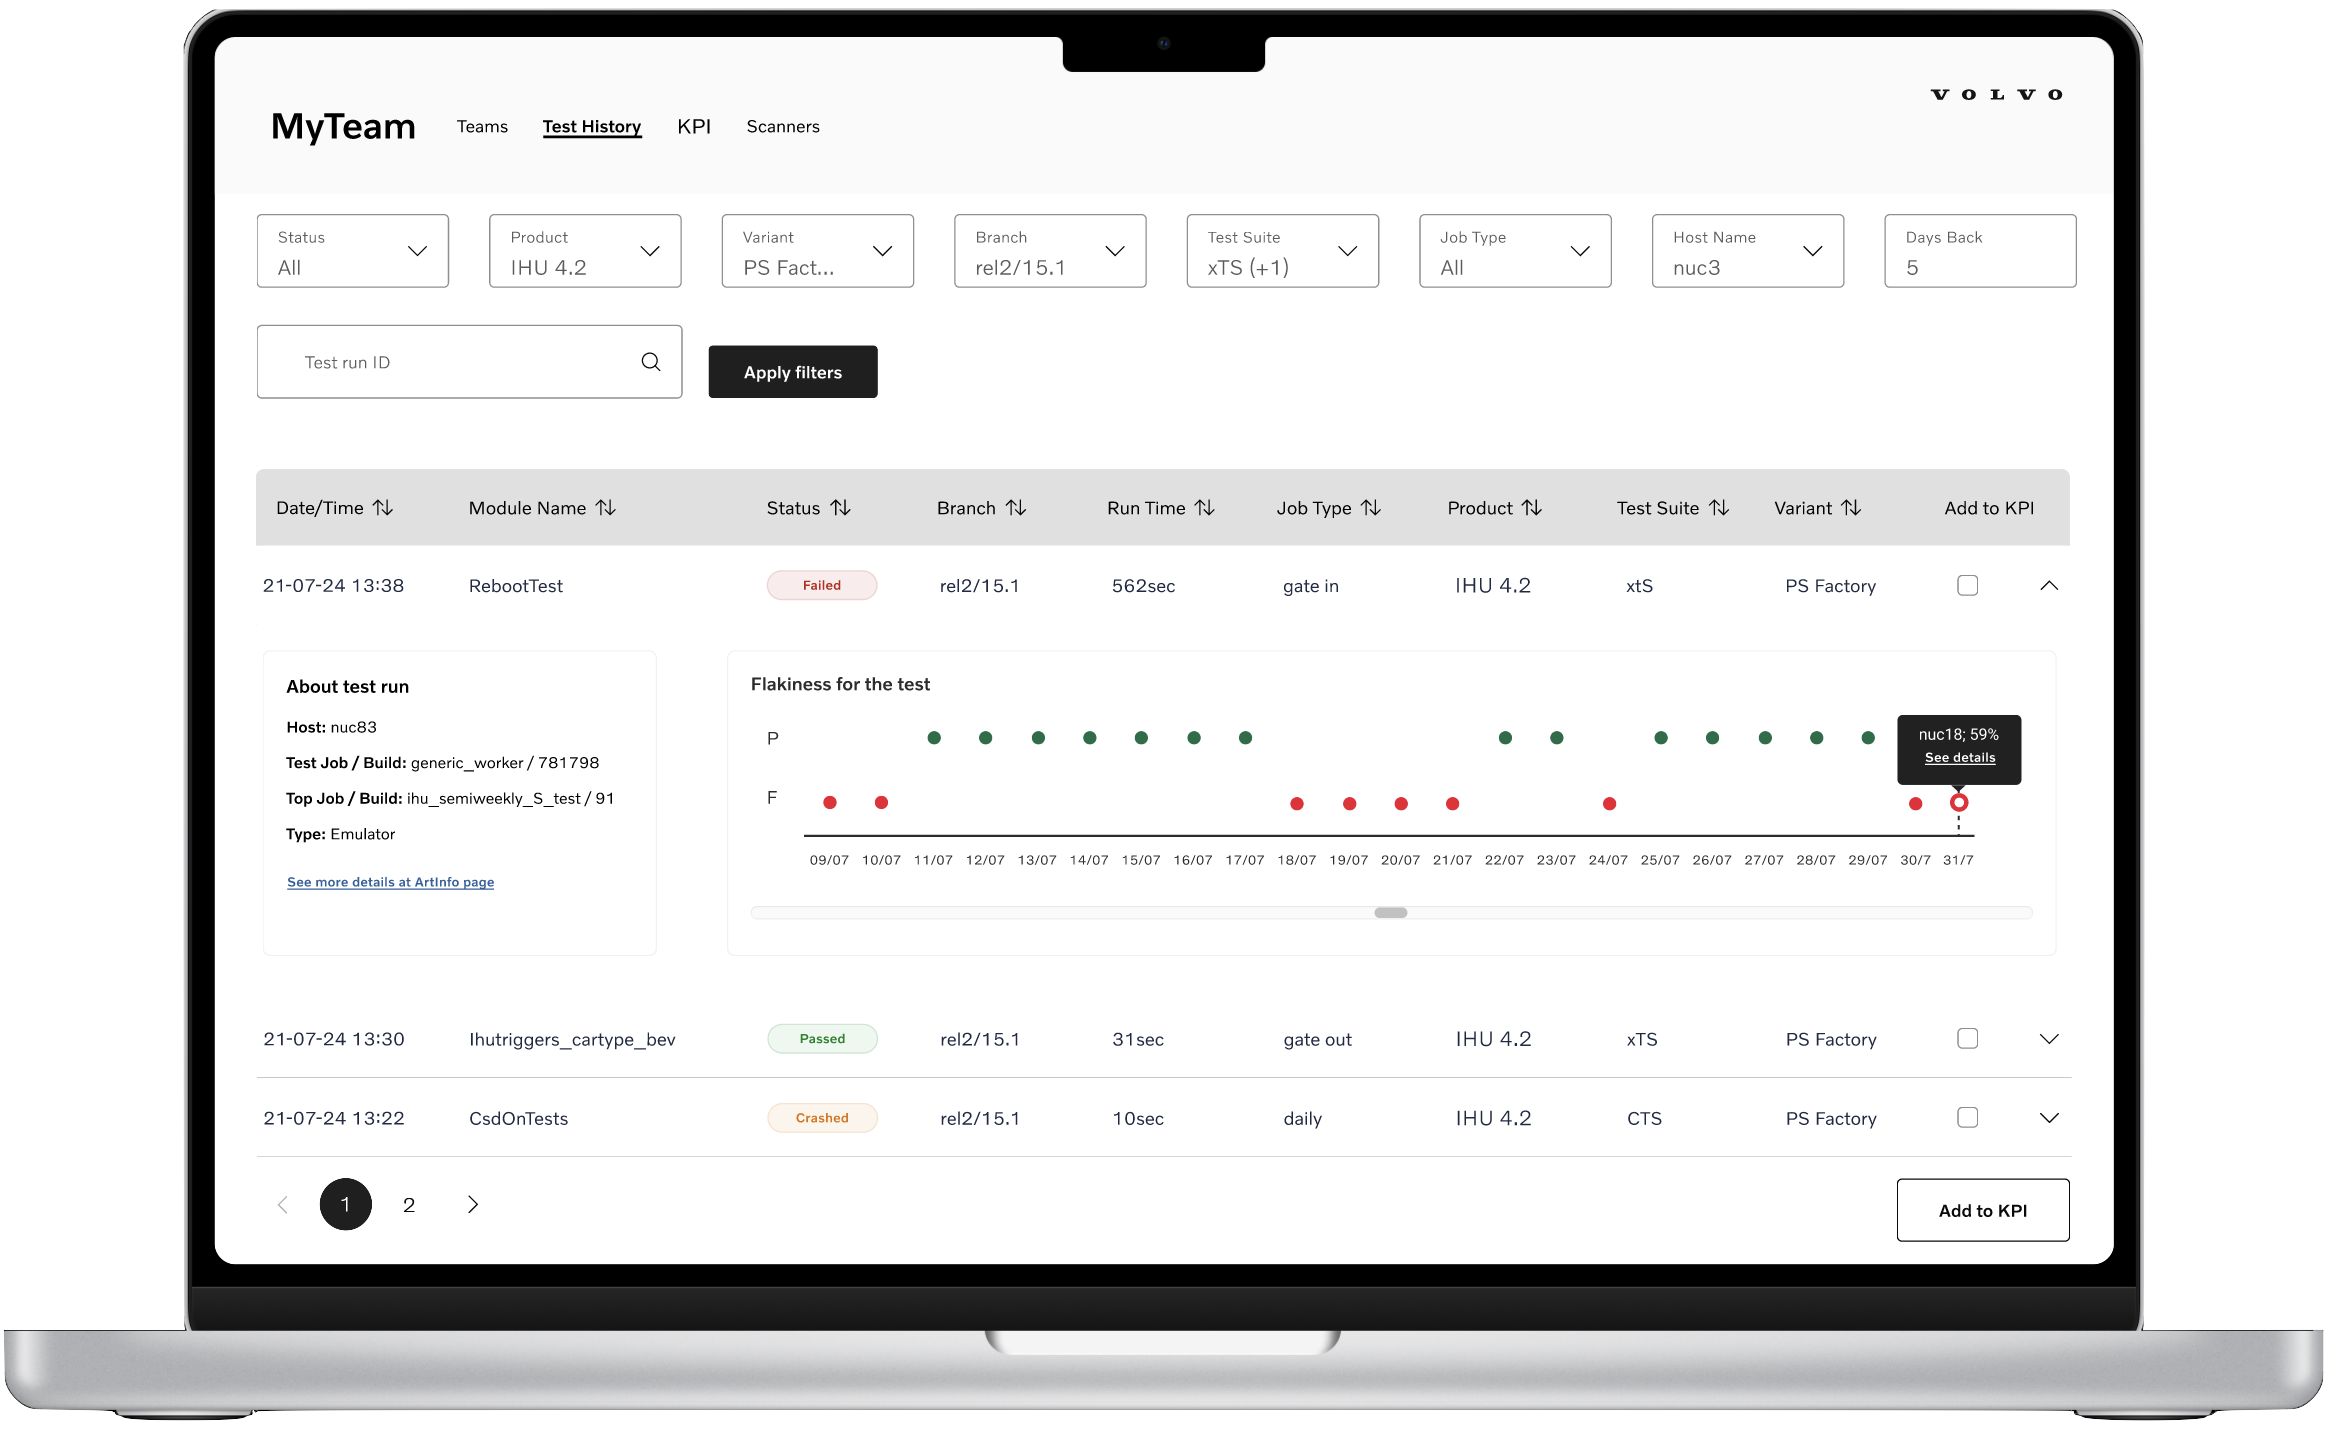 VOLVO
MyTeam Teams Test History KPI Scanners
Status Product Variant Branch Test Suite Job Type Host Name Days Back
All IHU 4.2 PS Fact... rel2/15.1 xTS (+1) All nuc3 5
Test run ID
Apply filters
Date/Time Module Name Status Branch Run Time Job Type Product Test Suite Variant Add to KPI
21-07-24 13:38 RebootTest Failed rel2/15.1 562sec gate in IHU 4.2 xtS PS Factory
About test run
Host: nuc83
Test Job / Build: generic_worker / 781798
Top Job / Build: ihu_semiweekly_S_test / 91
Type: Emulator
See more details at ArtInfo page
Flakiness for the test
P
nuc18; 59%
See details
F
09/07 10/07 11/07 12/07 13/07 14/07 15/07 16/07 17/07 18/07 19/07 20/07 21/07 22/07 23/07 24/07 25/07 26/07 27/07 28/07 29/07 30/7 31/7
21-07-24 13:30 Ihutriggers_cartype_bev Passed rel2/15.1 31sec gate out IHU 4.2 xTS PS Factory
21-07-24 13:22 CsdOnTests Crashed rel2/15.1 10sec daily IHU 4.2 CTS PS Factory
1 2
Add to KPI